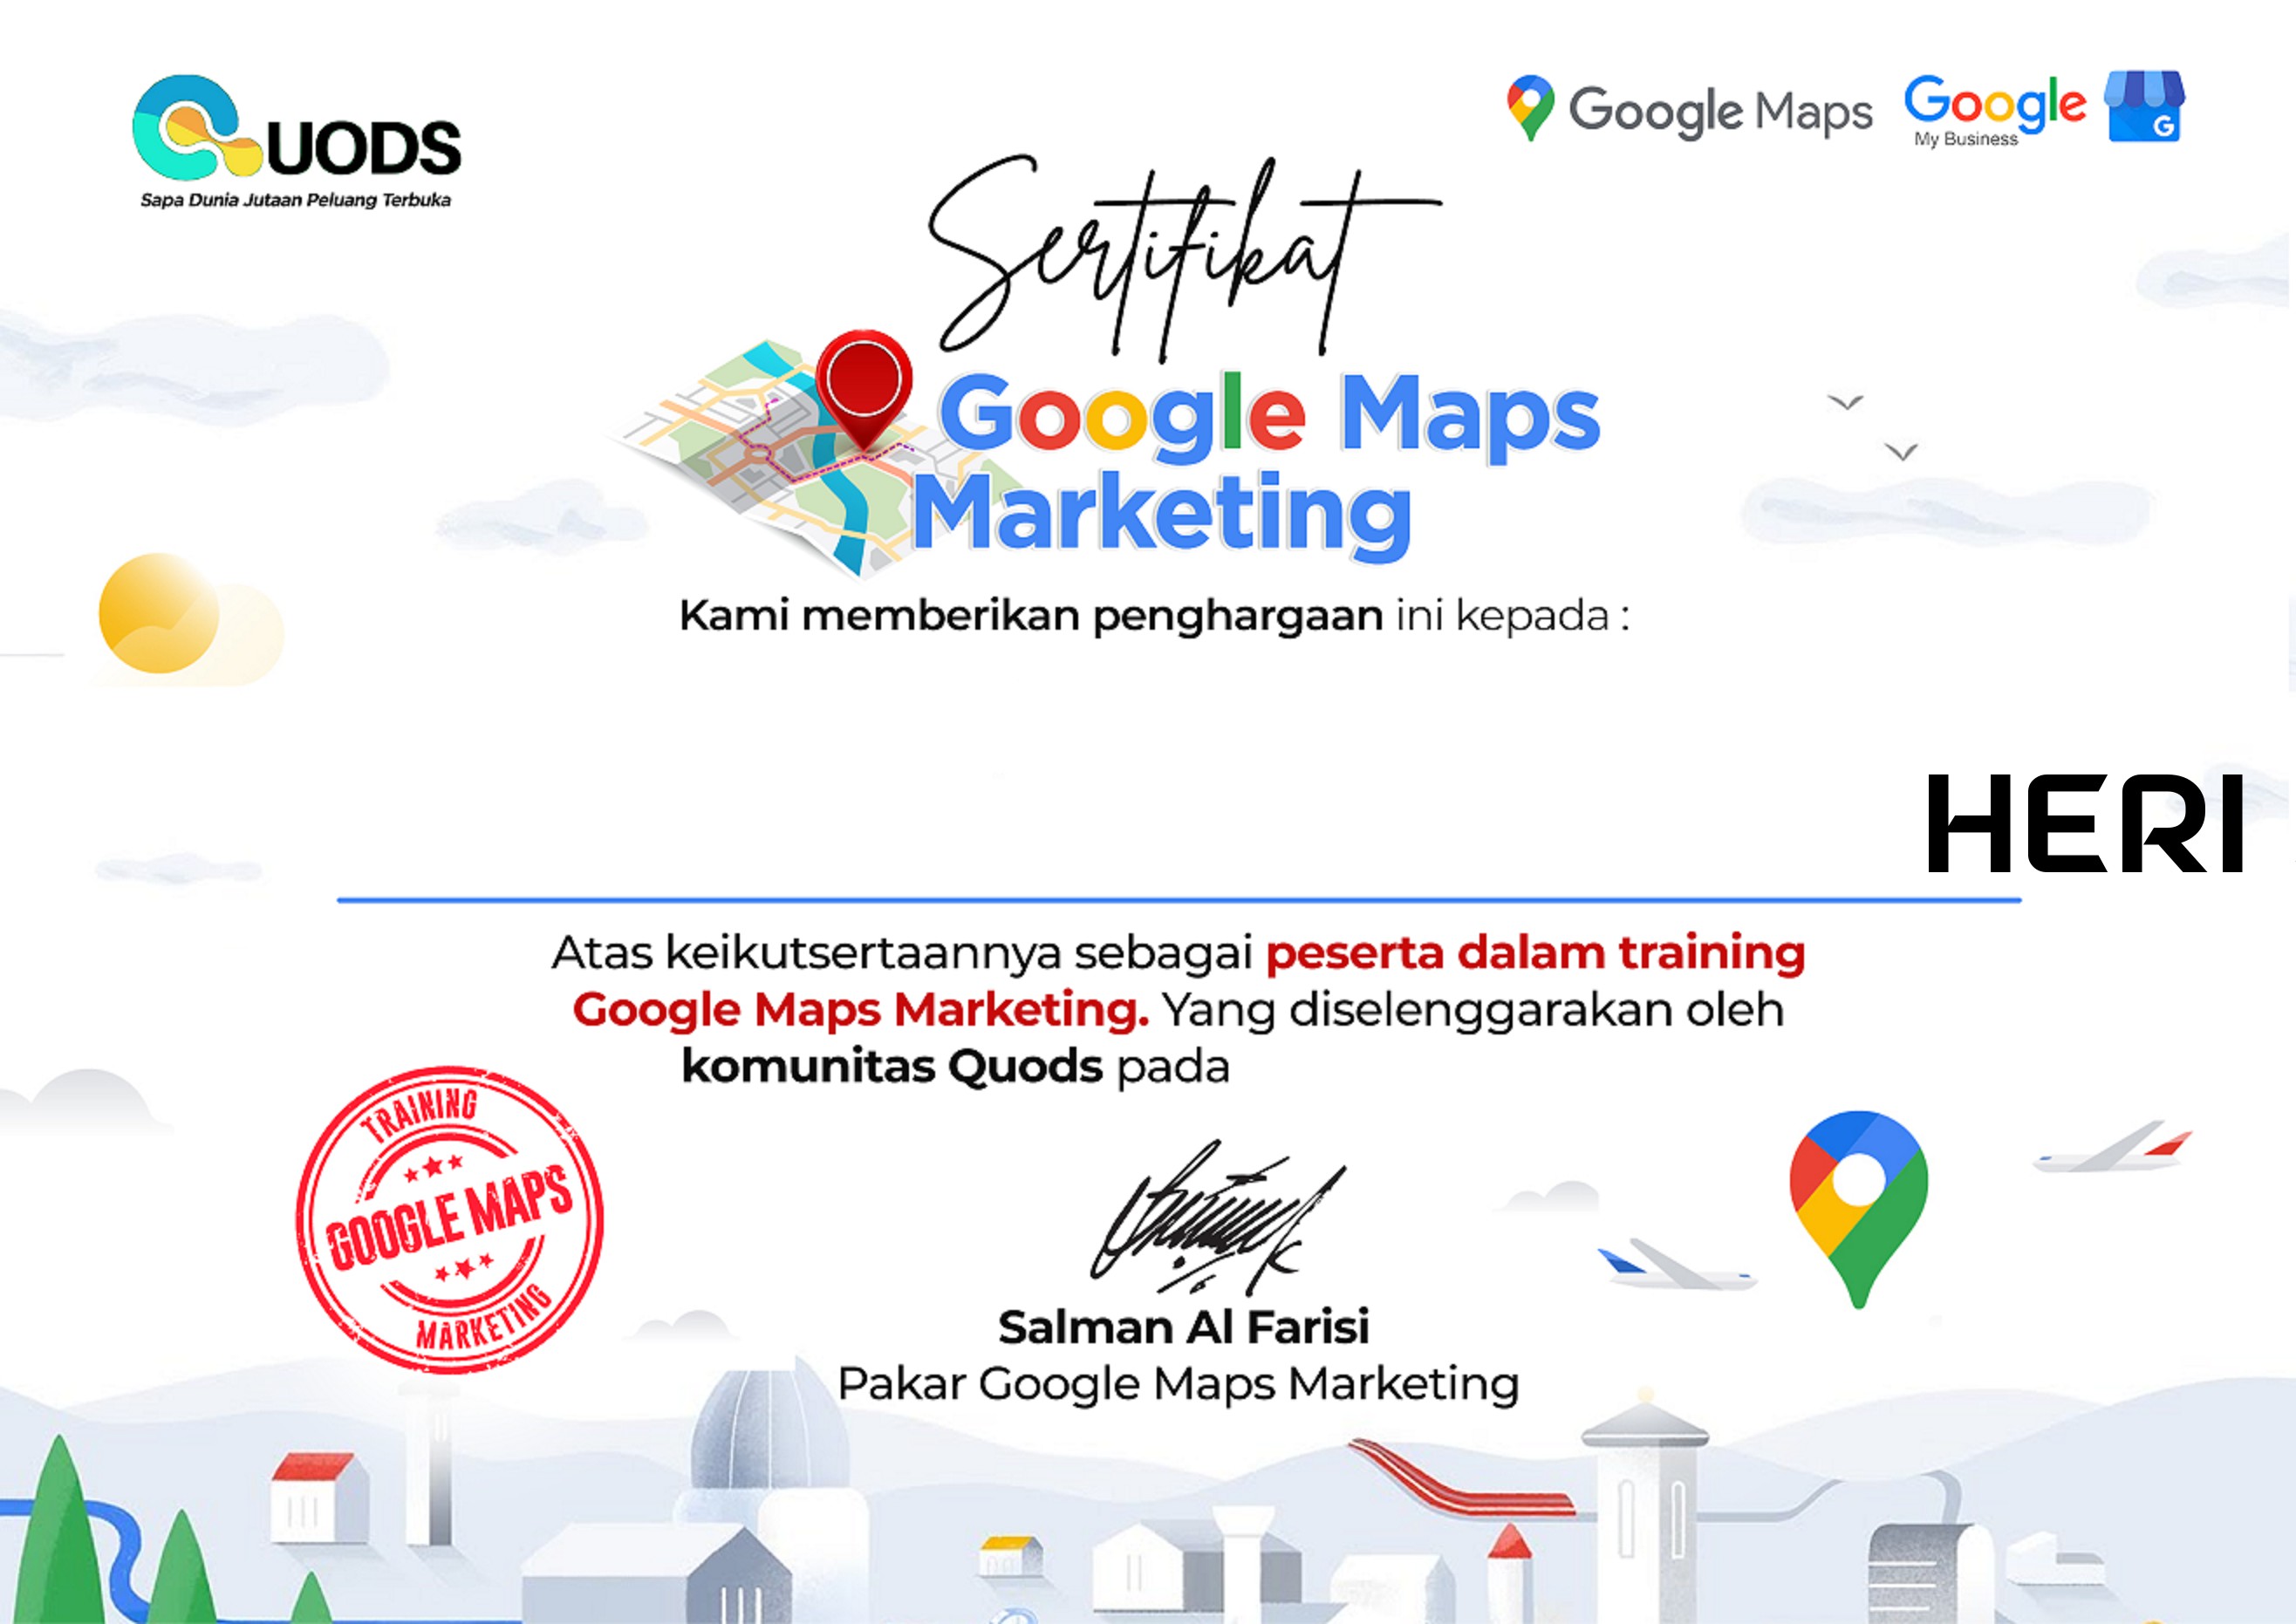 QUODS
Sapa Dunia Jutaan Peluang Terbuka
Google Maps
Google
My Business
G
Sertifikat
Google Maps
Marketing
Kami memberikan penghargaan ini kepada :
HERI
Atas keikutsertaannya sebagai peserta dalam training
Google Maps Marketing. Yang diselenggarakan oleh
komunitas Quods pada
TRAINING
GOOGLE MAPS
MARKETING
Salman Al Farisi
Pakar Google Maps Marketing